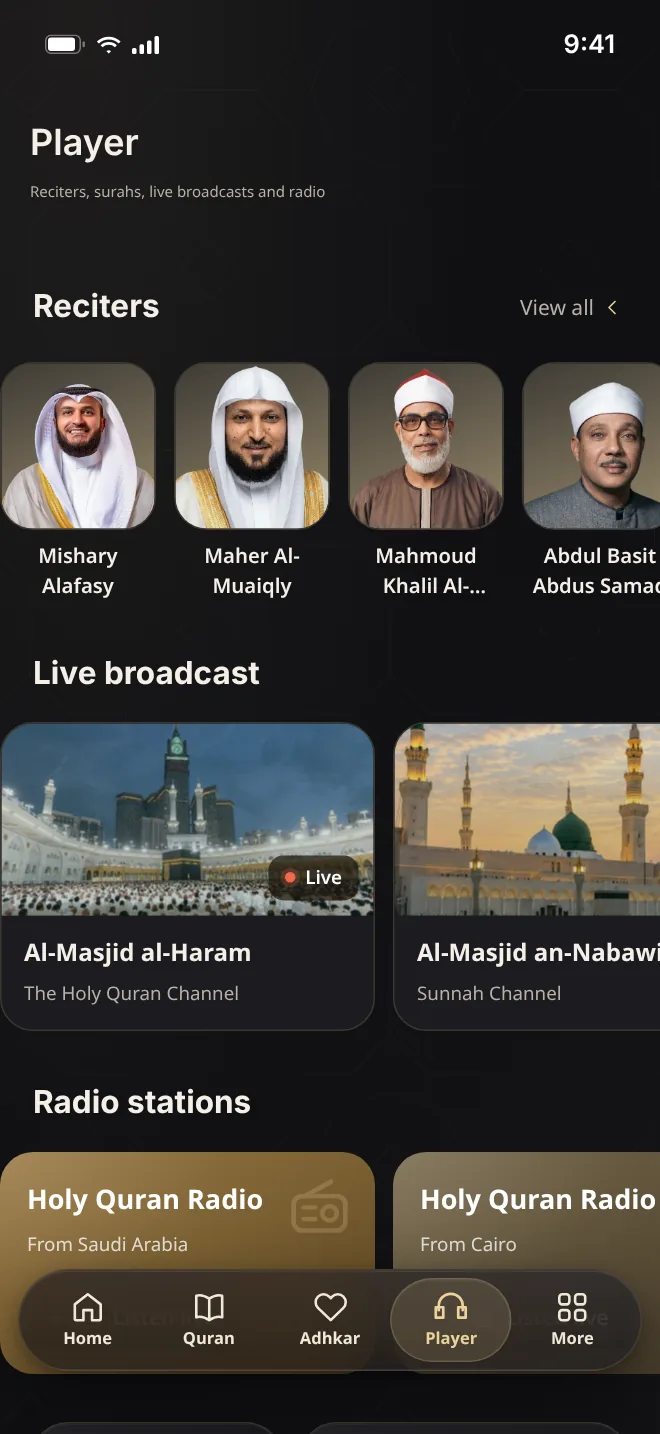 9:41
Player
Reciters, surahs, live broadcasts and radio
Reciters
View all
Mishary
Alafasy
Maher Al-
Muaiqly
Mahmoud
Khalil Al-...
Abdul Basit
Abdus Samad
Live broadcast
Live
Al-Masjid al-Haram
The Holy Quran Channel
Al-Masjid an-Nabawi
Sunnah Channel
Radio stations
Holy Quran Radio
From Saudi Arabia
Holy Quran Radio
From Cairo
Home
Quran
Adhkar
Player
More